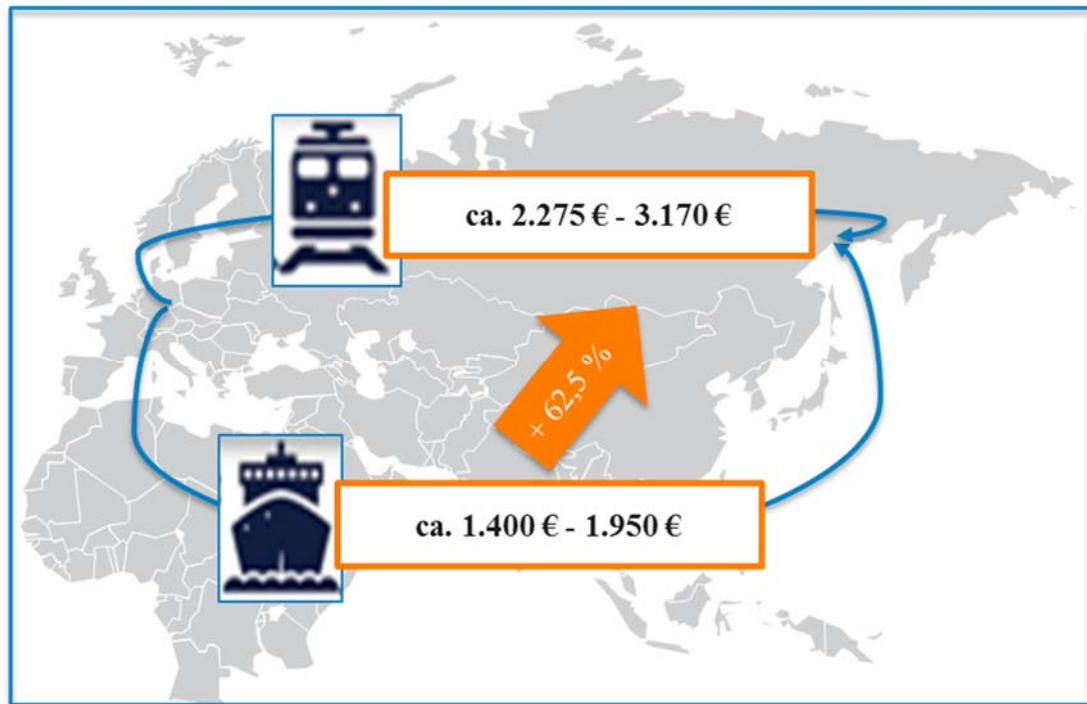 ca. 2.275 € - 3.170 €
+ 62,5 %
ca. 1.400 € - 1.950 €